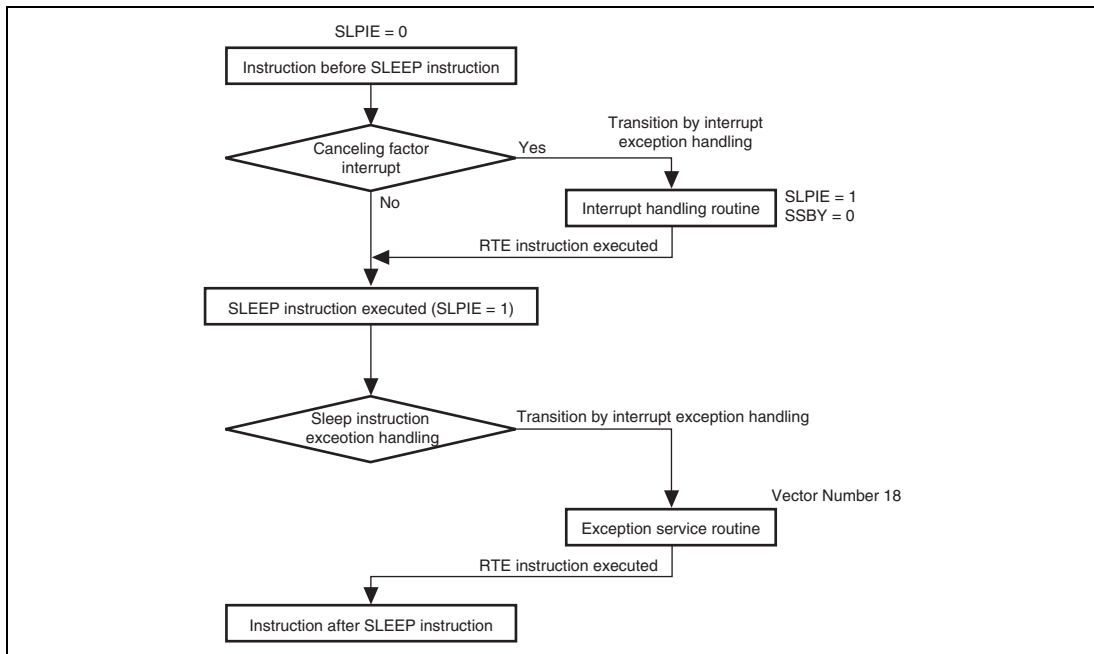 SLPIE = 0
Instruction before SLEEP instruction
Canceling factor
interrupt
Yes
Transition by interrupt
exception handling
No
Interrupt handling routine
SLPIE = 1
SSBY = 0
RTE instruction executed
SLEEP instruction executed (SLPIE = 1)
Sleep instruction
exceotion handling
Transition by interrupt exception handling
Vector Number 18
Exception service routine
RTE instruction executed
Instruction after SLEEP instruction